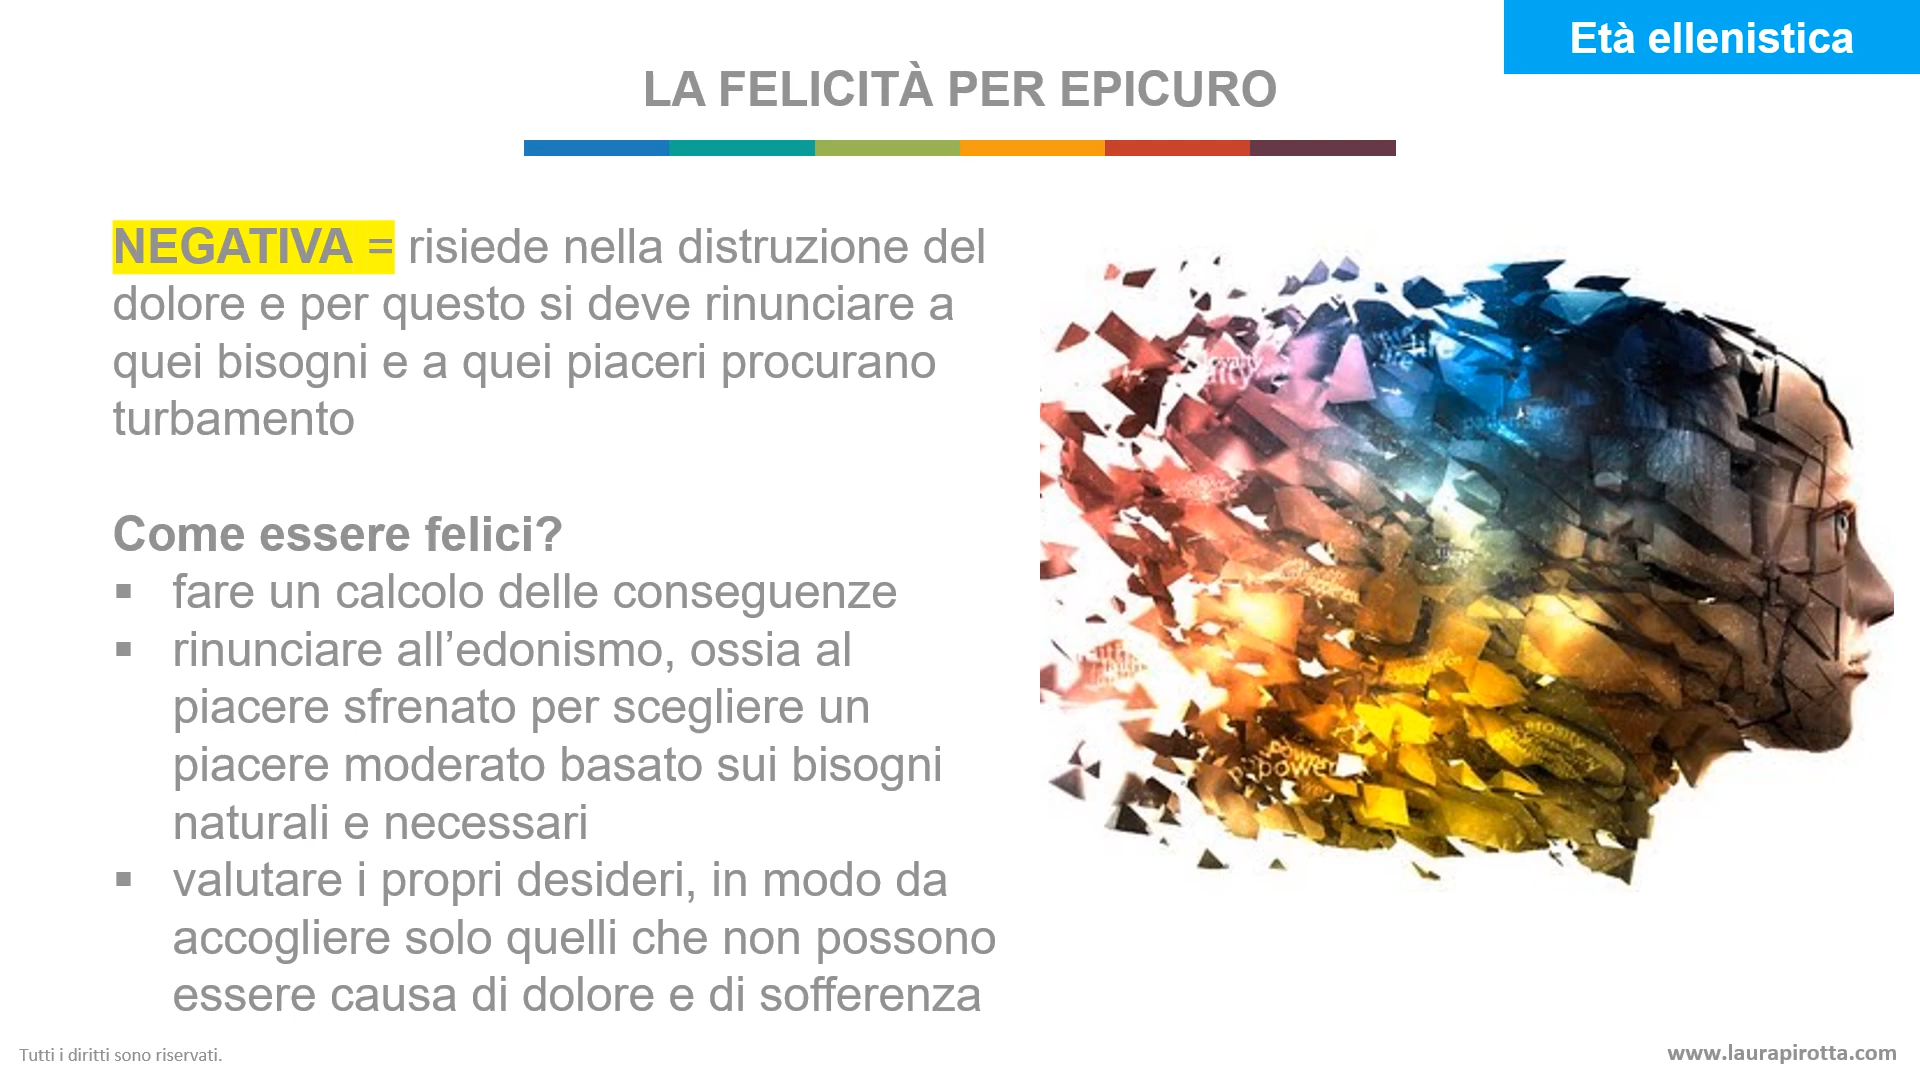 Età ellenistica
LA FELICITÀ PER EPICURO
NEGATIVA = risiede nella distruzione del
dolore e per questo si deve rinunciare a
quei bisogni e a quei piaceri procurano
turbamento
Come essere felici?
▪ fare un calcolo delle conseguenze
▪ rinunciare all’edonismo, ossia al
piacere sfrenato per scegliere un
piacere moderato basato sui bisogni
naturali e necessari
▪ valutare i propri desideri, in modo da
accogliere solo quelli che non possono
essere causa di dolore e di sofferenza
life
power
Tutti i diritti sono riservati.
www.laurapirotta.com